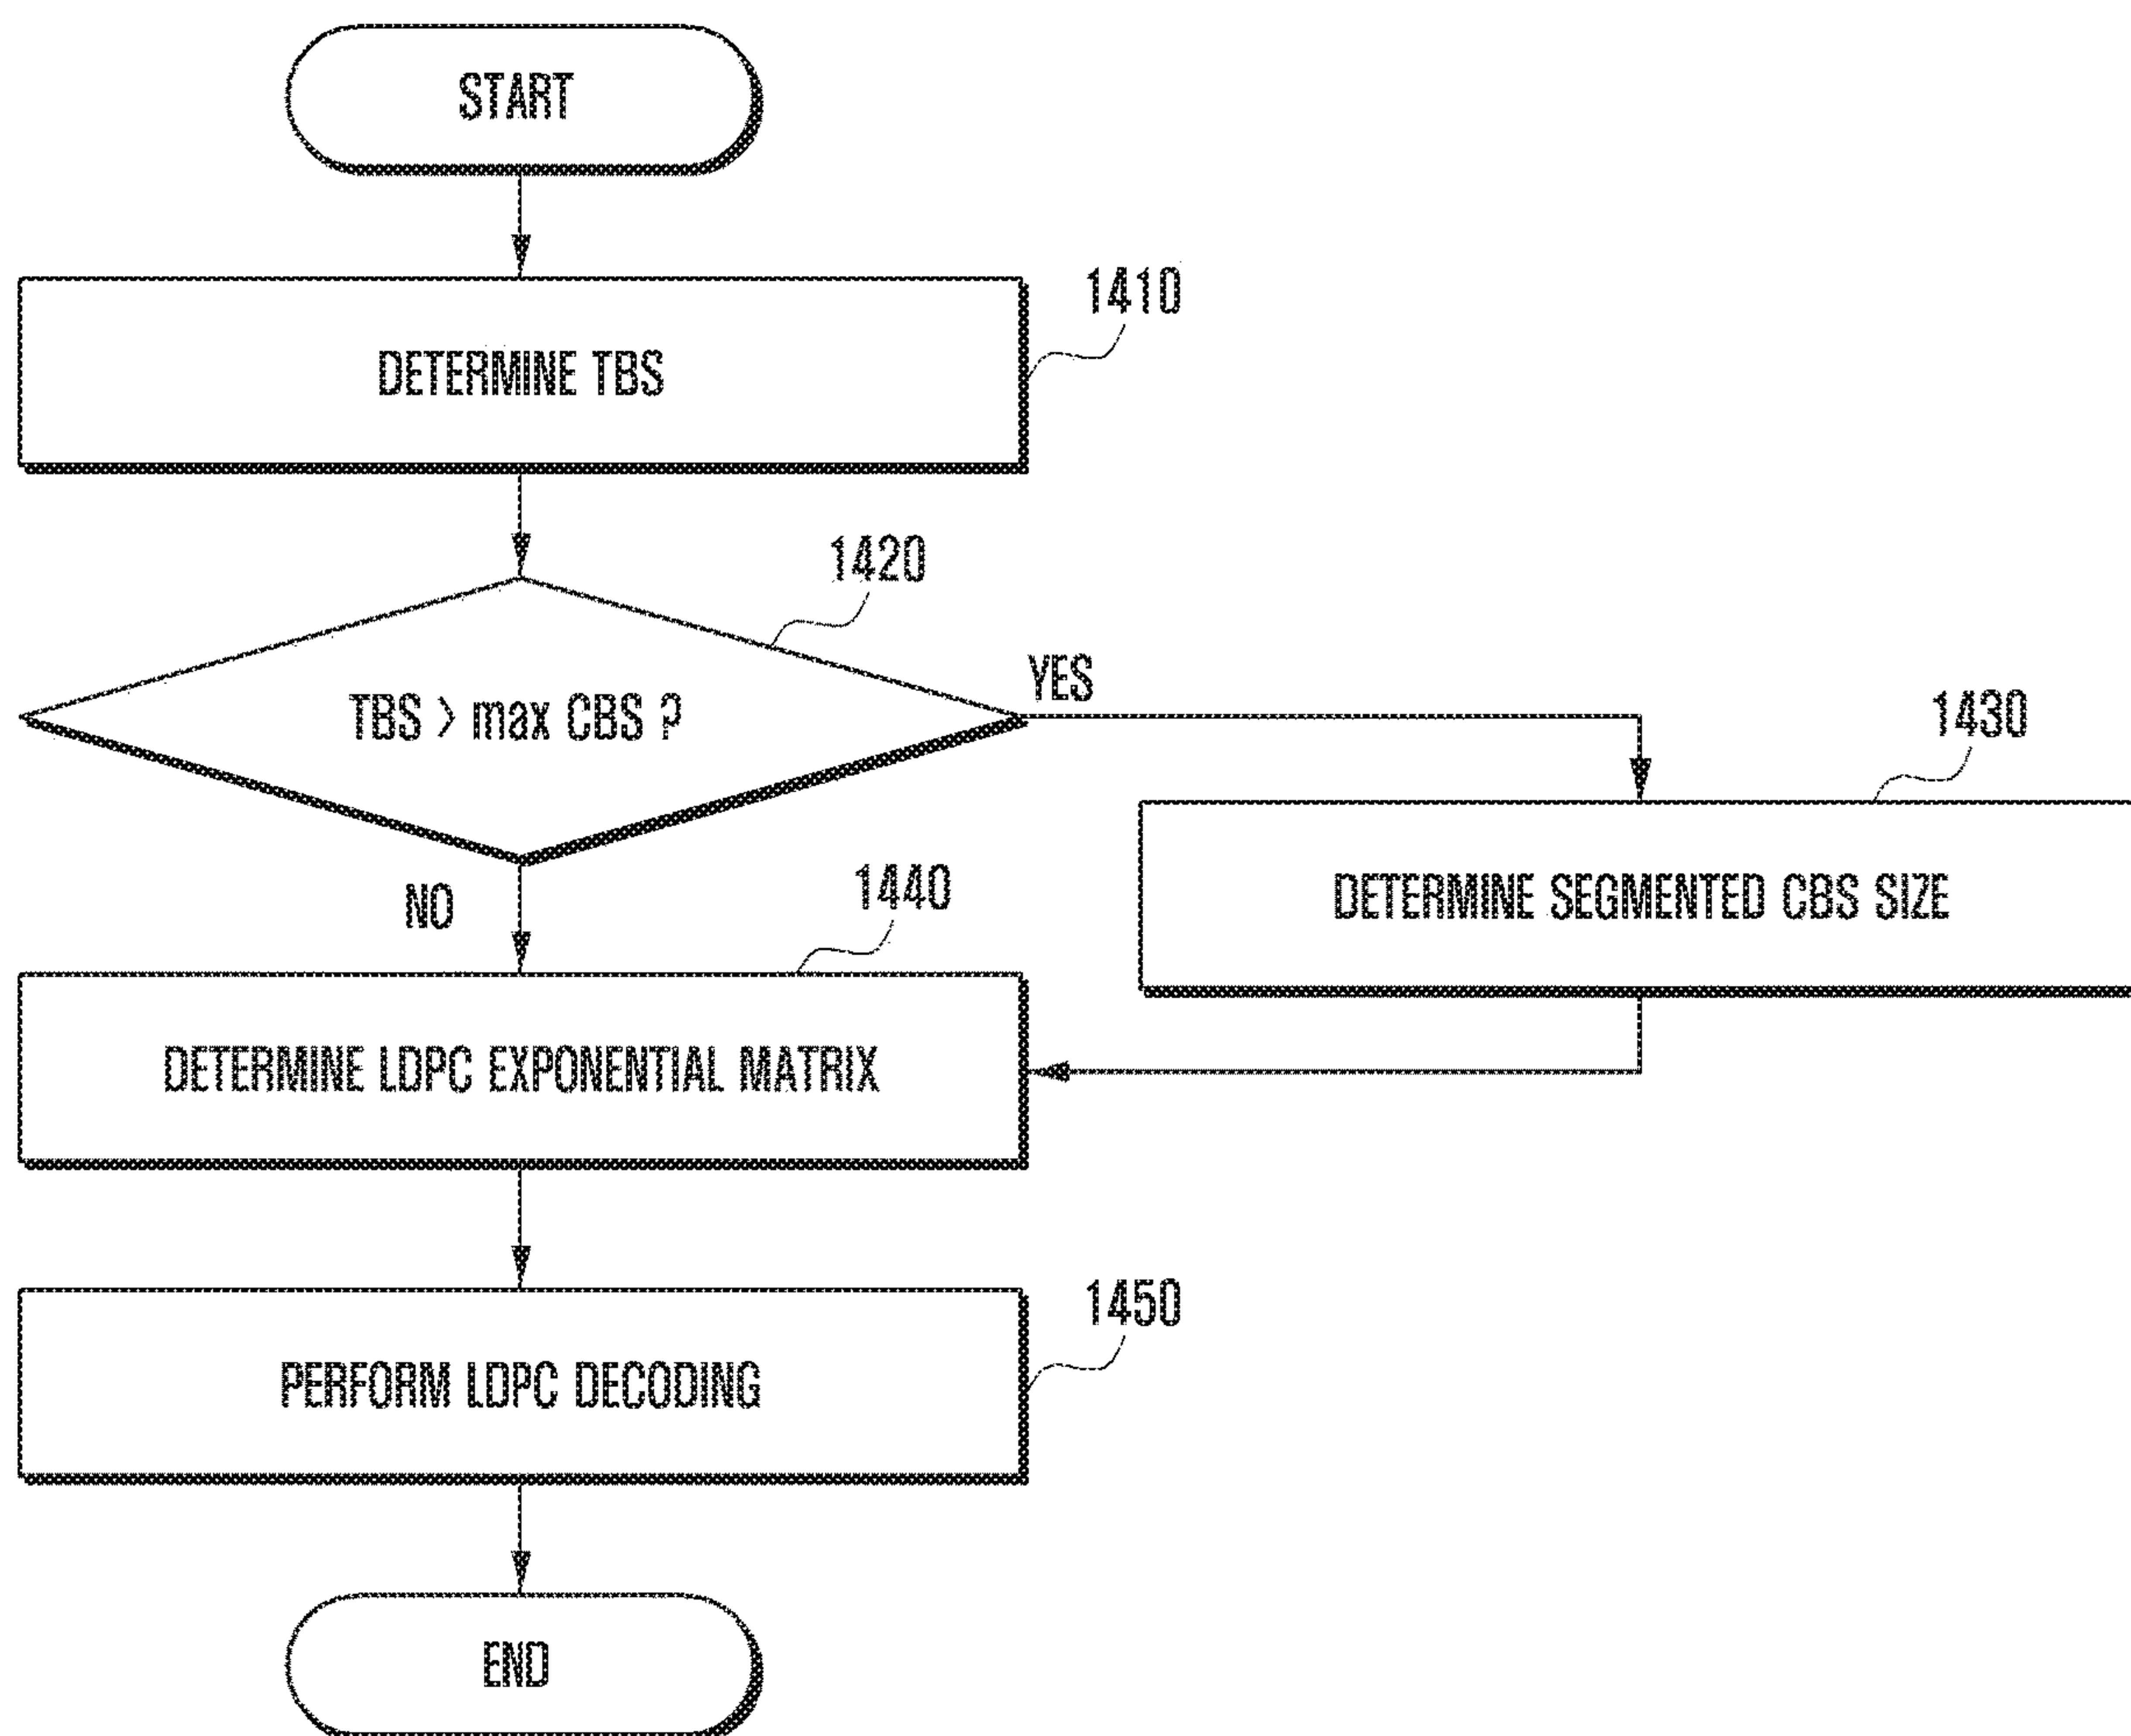 START
1410
DETERMINE TBS
1420
TBS > max CBS ?
YES
1430
DETERMINE SEGMENTED CBS SIZE
NO
1440
DETERMINE LDPC EXPONENTIAL MATRIX
1450
PERFORM LDPC DECODING
END